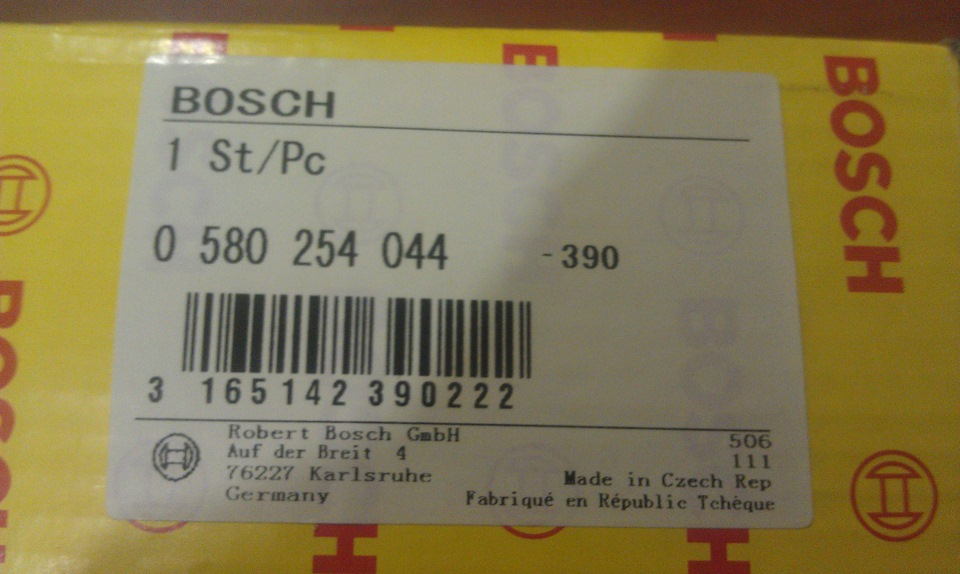 BOSCH
1 St/Pc
0 580 254 044 -390
3 165142 390222
Robert Bosch GmbH
Auf der Breit 4
76227 Karlsruhe
Germany
506
111
Made in Czech Rep
Fabriqué en République Tchèque
BOSCH